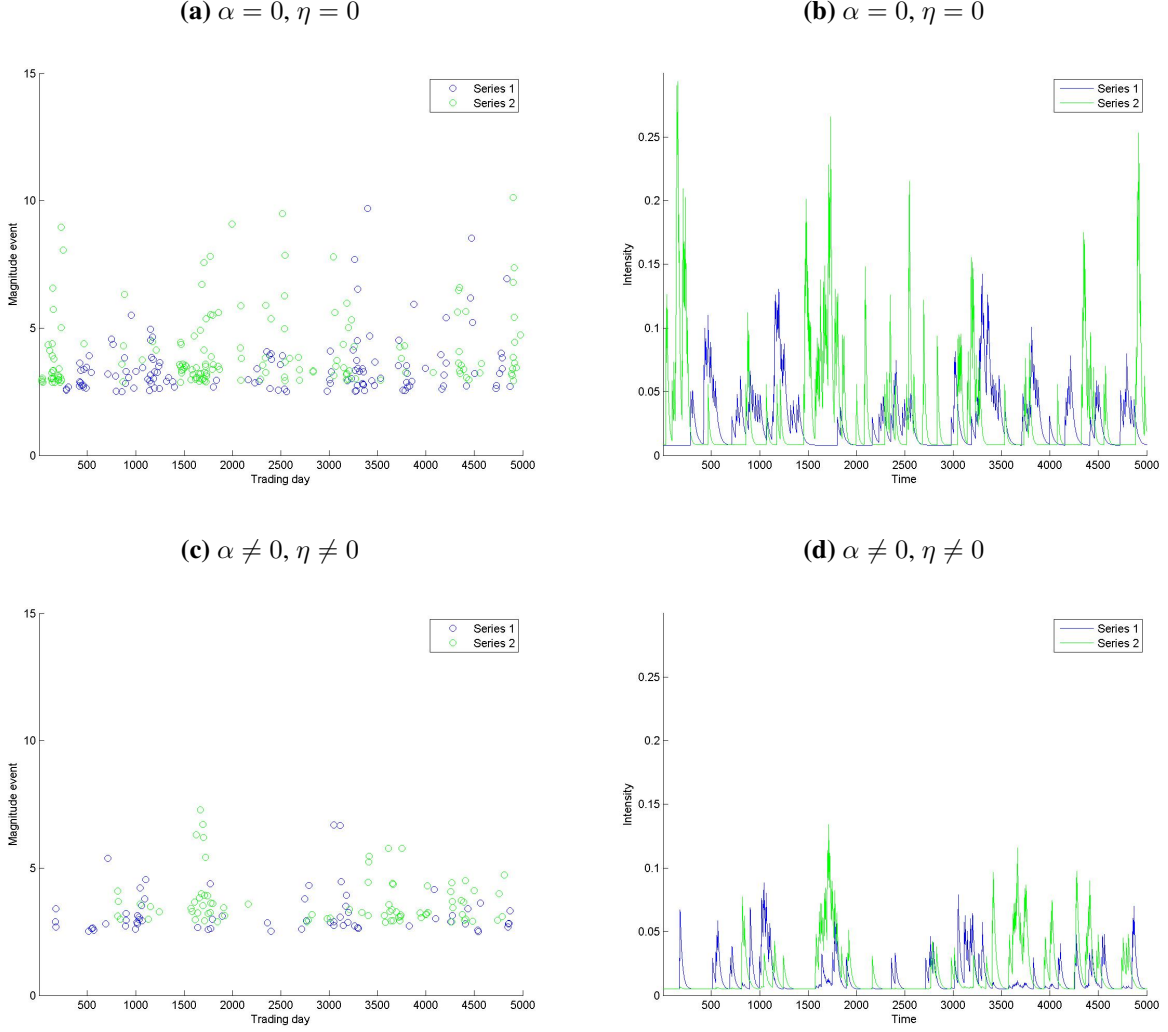 (a) α = 0, η = 0
15
10
5
0
Magnitude event
500 1000 1500 2000 2500 3000 3500 4000 4500 5000
Trading day
Series 1
Series 2
(b) α = 0, η = 0
0.25
0.2
0.15
0.1
0.05
0
Intensity
500 1000 1500 2000 2500 3000 3500 4000 4500 5000
Time
Series 1
Series 2
(c) α ≠ 0, η ≠ 0
15
10
5
0
Magnitude event
500 1000 1500 2000 2500 3000 3500 4000 4500 5000
Trading day
Series 1
Series 2
(d) α ≠ 0, η ≠ 0
0.25
0.2
0.15
0.1
0.05
0
Intensity
500 1000 1500 2000 2500 3000 3500 4000 4500 5000
Time
Series 1
Series 2